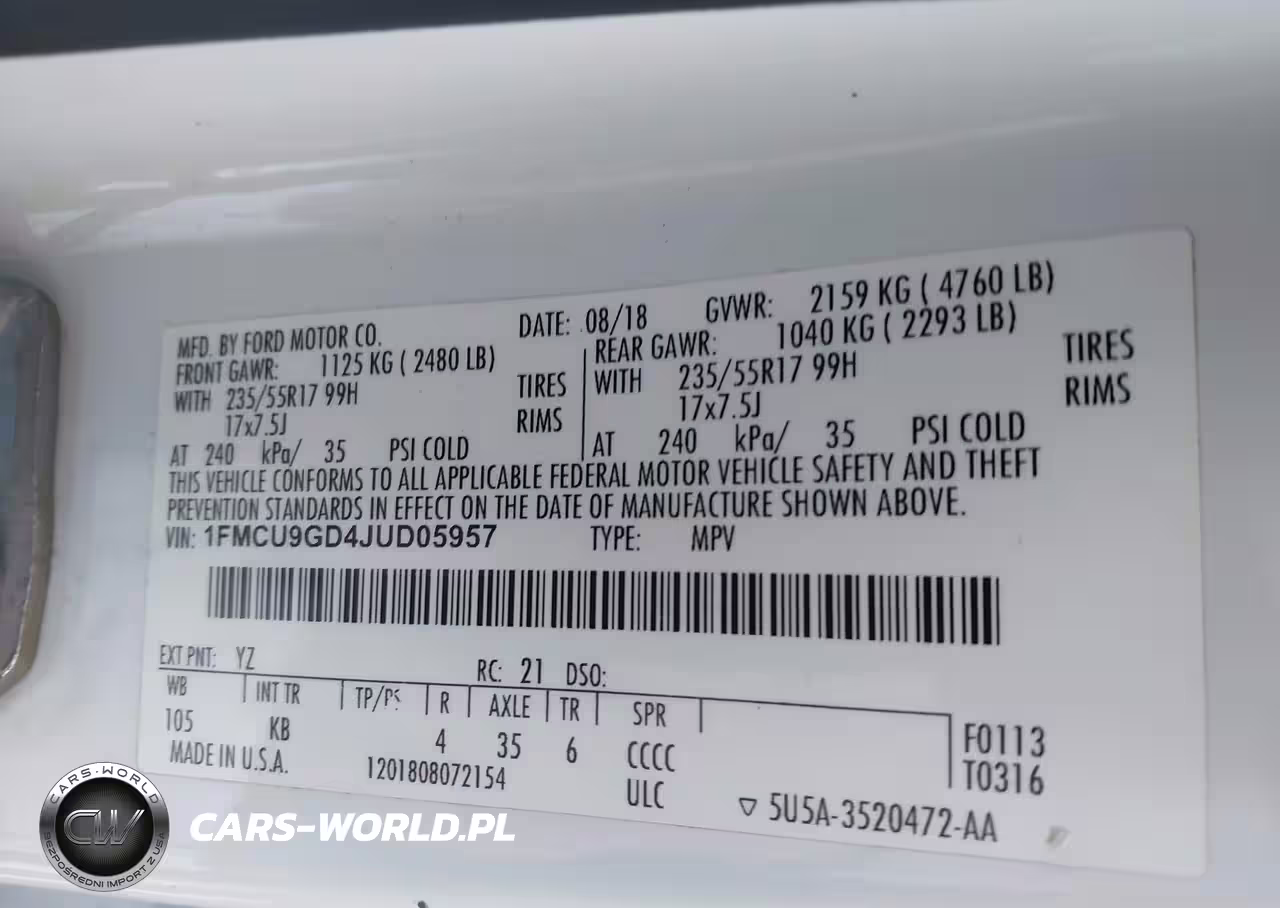 MFD. BY FORD MOTOR CO. DATE: 08/18 GVWR: 2159 KG ( 4760 LB)
FRONT GAWR: 1125 KG ( 2480 LB) REAR GAWR: 1040 KG ( 2293 LB)
WITH 235/55R17 99H TIRES WITH 235/55R17 99H TIRES
17x7.5J RIMS 17x7.5J RIMS
AT 240 kPa/ 35 PSI COLD AT 240 kPa/ 35 PSI COLD
THIS VEHICLE CONFORMS TO ALL APPLICABLE FEDERAL MOTOR VEHICLE SAFETY AND THEFT
PREVENTION STANDARDS IN EFFECT ON THE DATE OF MANUFACTURE SHOWN ABOVE.
VIN: 1FMCU9GD4JUD05957 TYPE: MPV
EXT PNT: YZ RC: 21 DSO:
WB INT TR TP/PS R AXLE TR SPR
105 KB 4 35 6 CCCC F0113
MADE IN U.S.A. 1201808072154 ULC T0316
5U5A-3520472-AA
CARS-WORLD
CW
BEZPOŚREDNI IMPORT Z USA
CARS-WORLD.PL